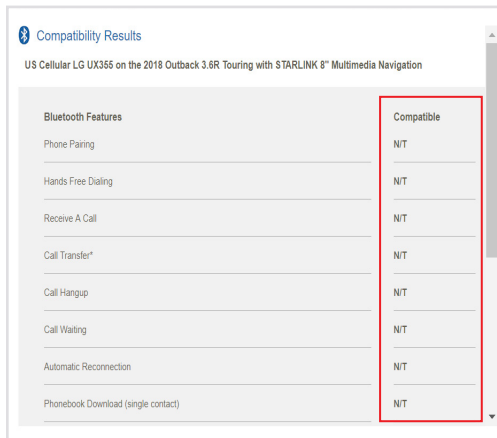 Compatibility Results
US Cellular LG UX355 on the 2018 Outback 3.6R Touring with STARLINK 8" Multimedia Navigation
Bluetooth Features Compatible
Phone Pairing N/T
Hands Free Dialing N/T
Receive A Call N/T
Call Transfer* N/T
Call Hangup N/T
Call Waiting N/T
Automatic Reconnection N/T
Phonebook Download (single contact) N/T